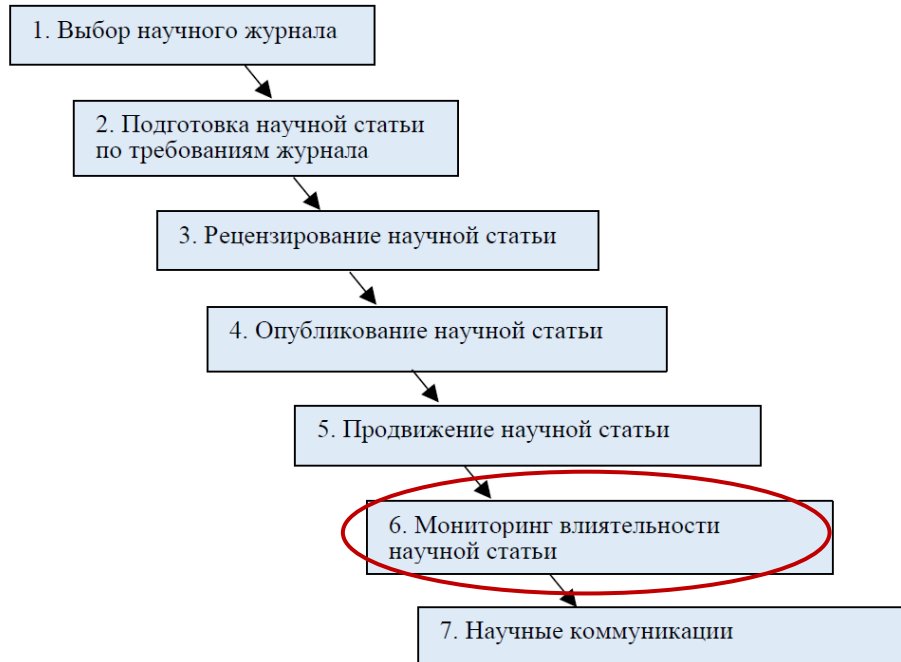 1. Выбор научного журнала
2. Подготовка научной статьи
по требованиям журнала
3. Рецензирование научной статьи
4. Опубликование научной статьи
5. Продвижение научной статьи
6. Мониторинг влиятельности
научной статьи
7. Научные коммуникации